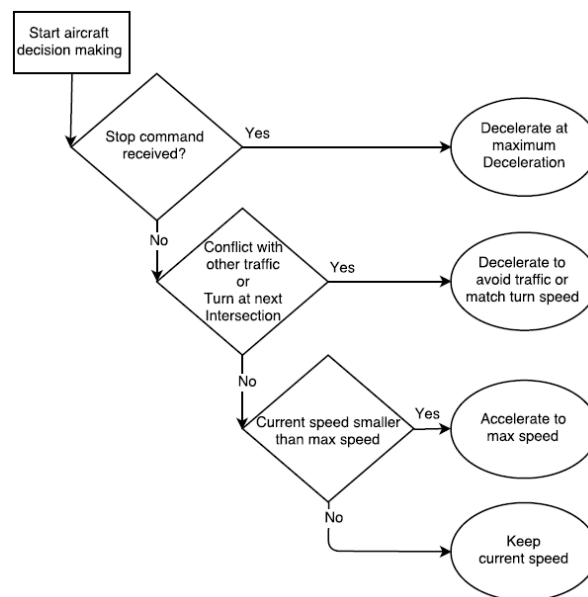 Start aircraft
decision making
Stop command
received?
Yes
Decelerate at
maximum
Deceleration
No
Conflict with
other traffic
or
Turn at next
Intersection
Yes
Decelerate to
avoid traffic or
match turn speed
No
Current speed smaller
than max speed
Yes
Accelerate to
max speed
No
Keep
current speed